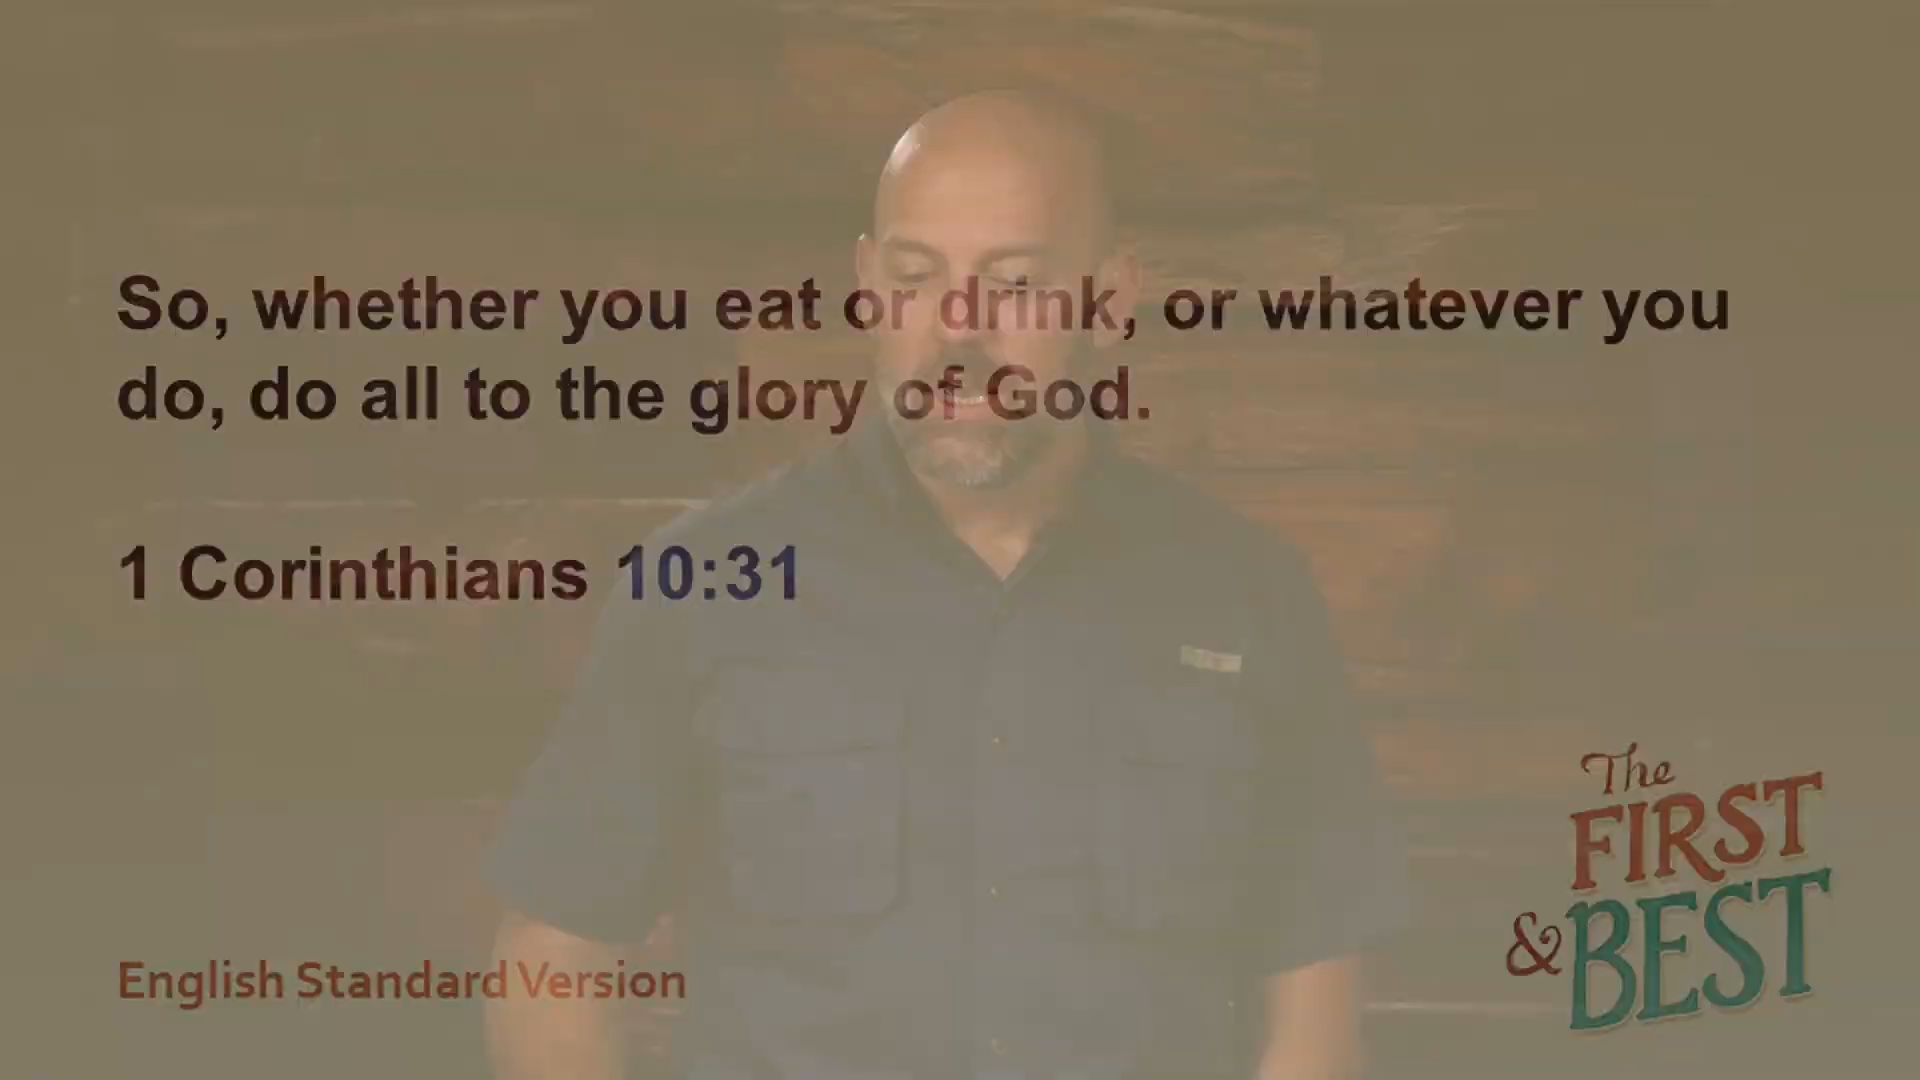 So, whether you eat or drink, or whatever you
do, do all to the glory of God.
1 Corinthians 10:31
English Standard Version
The
FIRST
& BEST